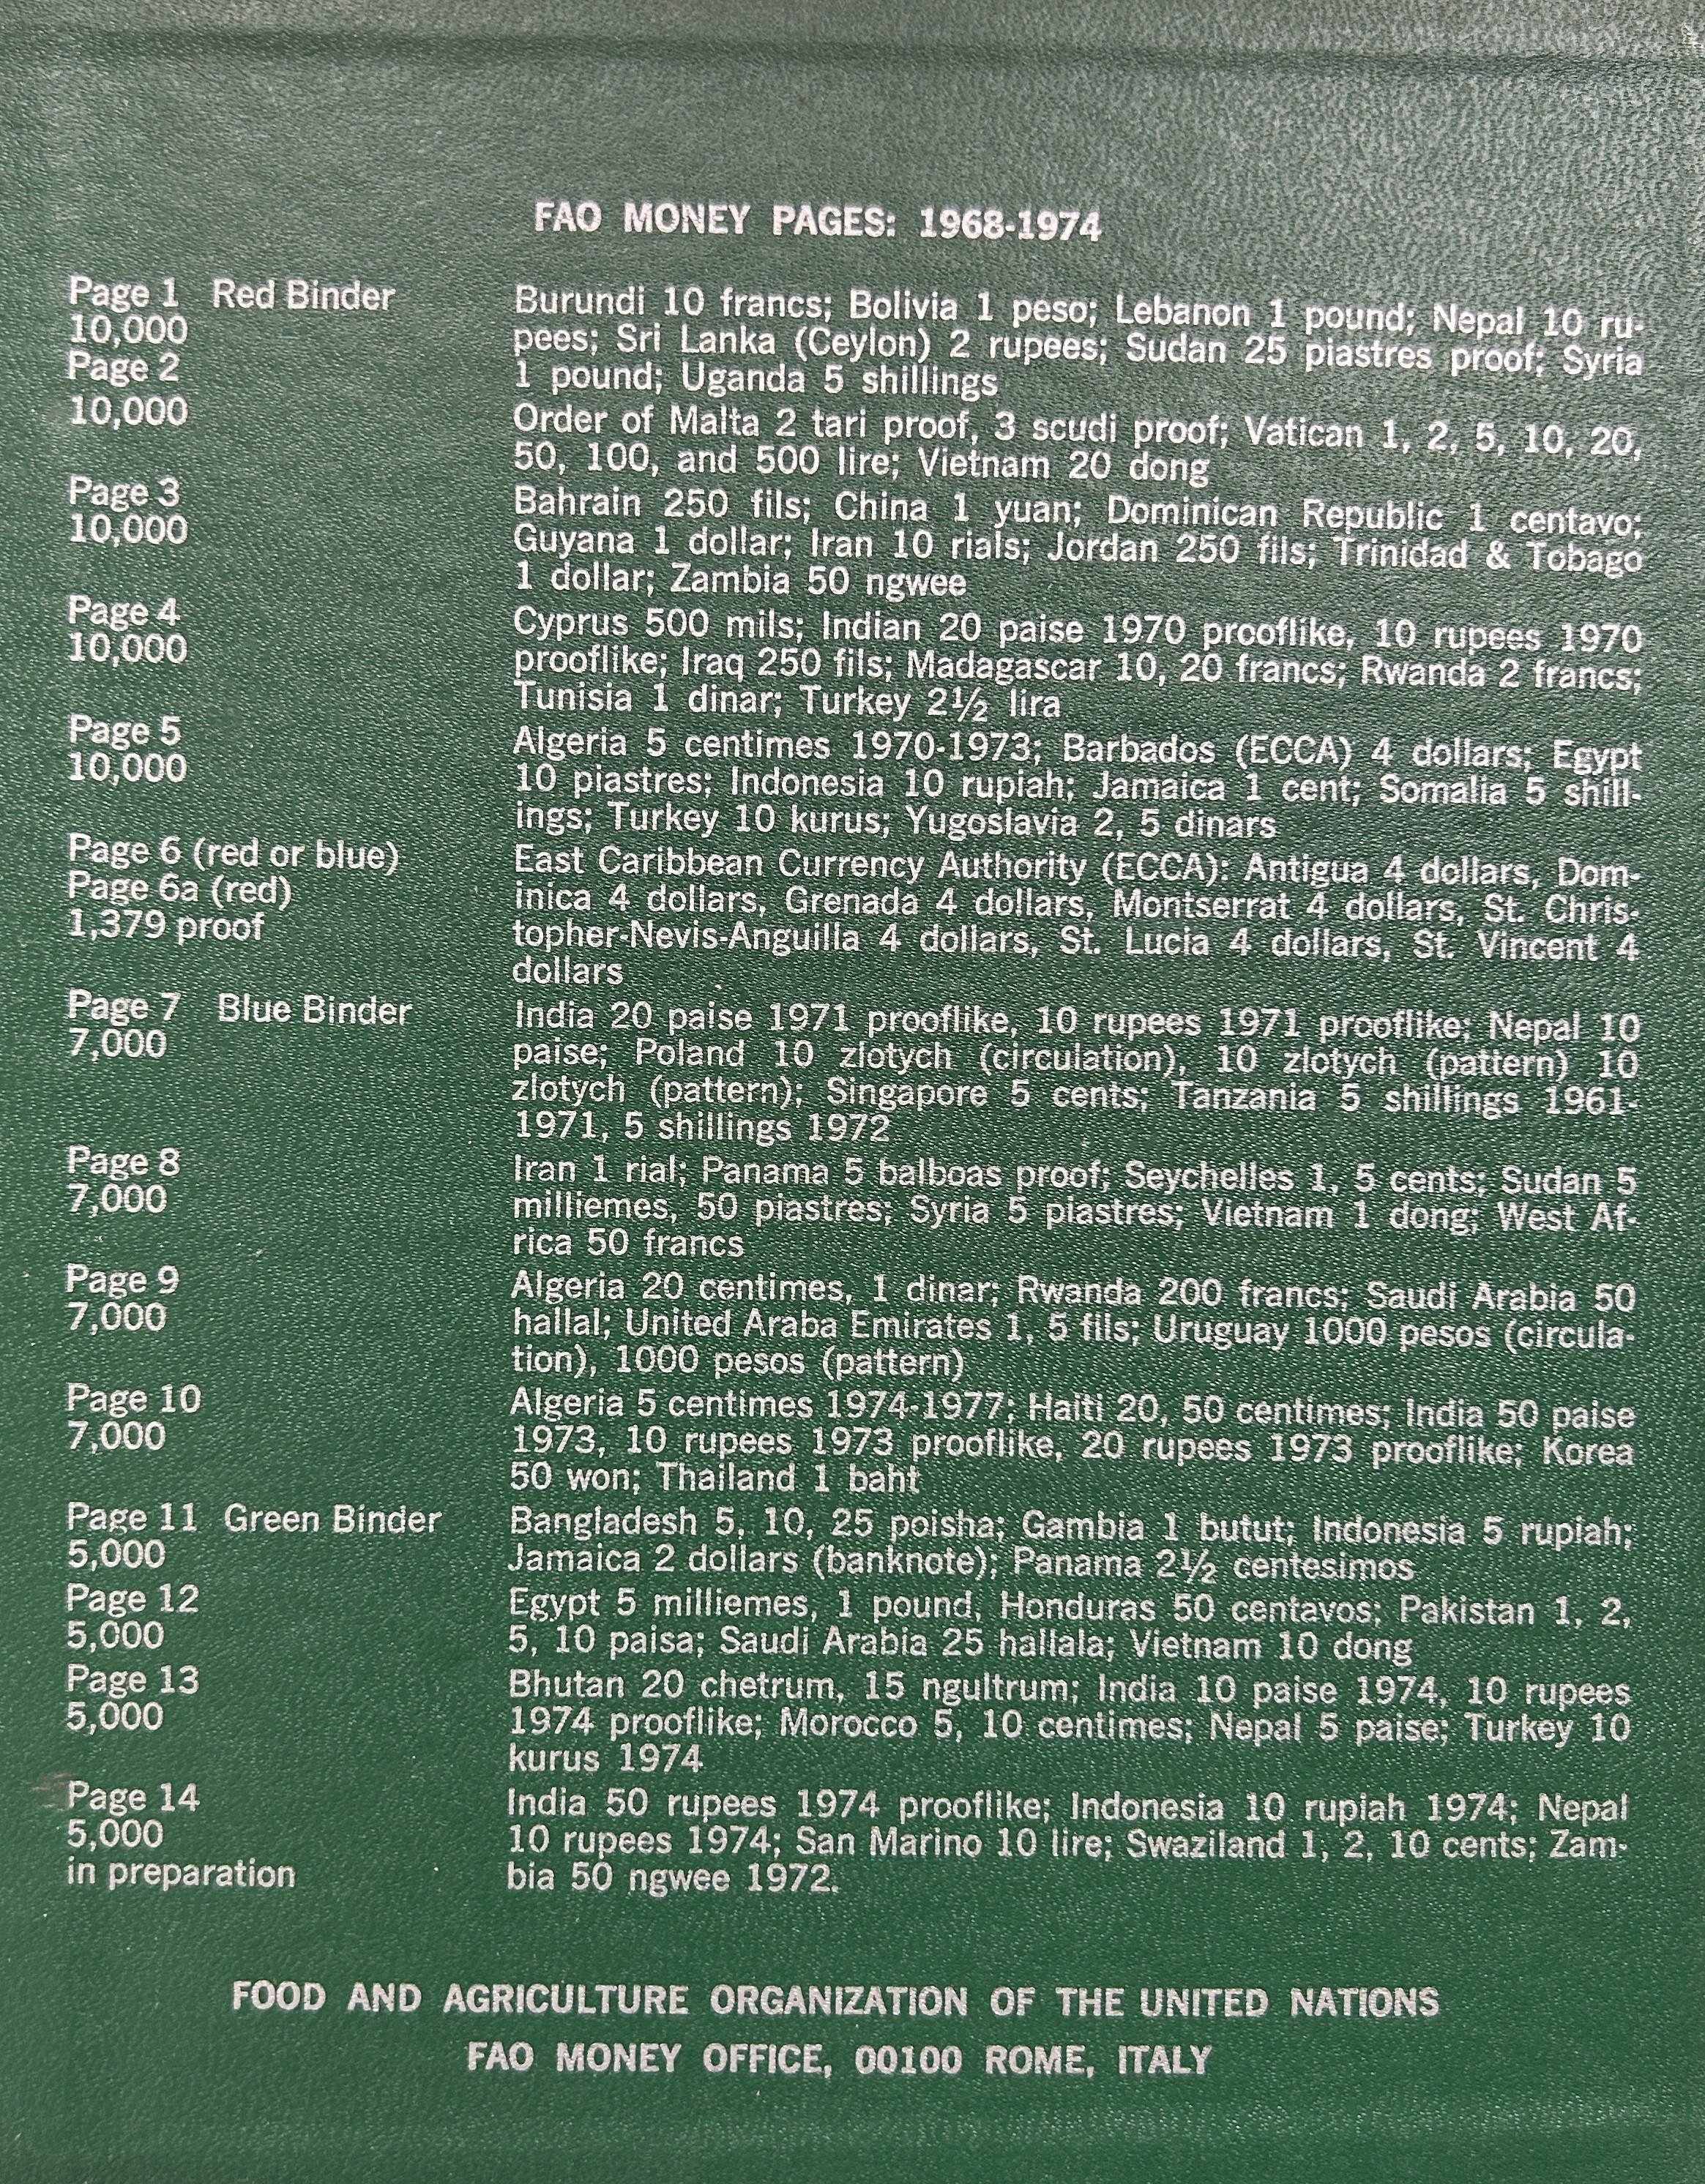 FAO MONEY PAGES: 1968-1974
Page 1 Red Binder
10,000
Burundi 10 francs; Bolivia 1 peso; Lebanon 1 pound; Nepal 10 ru-
pees; Sri Lanka (Ceylon) 2 rupees; Sudan 25 piastres proof; Syria
1 pound; Uganda 5 shillings
Page 2
10,000
Order of Malta 2 tari proof, 3 scudi proof; Vatican 1, 2, 5, 10, 20,
50, 100, and 500 lire; Vietnam 20 dong
Page 3
10,000
Bahrain 250 fils; China 1 yuan; Dominican Republic 1 centavo;
Guyana 1 dollar; Iran 10 rials; Jordan 250 fils; Trinidad & Tobago
1 dollar; Zambia 50 ngwee
Page 4
10,000
Cyprus 500 mils; Indian 20 paise 1970 prooflike, 10 rupees 1970
prooflike; Iraq 250 fils; Madagascar 10, 20 francs; Rwanda 2 francs;
Tunisia 1 dinar; Turkey 2½ lira
Page 5
10,000
Algeria 5 centimes 1970-1973; Barbados (ECCA) 4 dollars; Egypt
10 piastres; Indonesia 10 rupiah; Jamaica 1 cent; Somalia 5 shill-
ings; Turkey 10 kurus; Yugoslavia 2, 5 dinars
Page 6 (red or blue)
Page 6a (red)
1,379 proof
East Caribbean Currency Authority (ECCA): Antigua 4 dollars, Dom-
inica 4 dollars, Grenada 4 dollars, Montserrat 4 dollars, St. Chris-
topher-Nevis-Anguilla 4 dollars, St. Lucia 4 dollars, St. Vincent 4
dollars
Page 7 Blue Binder
7,000
India 20 paise 1971 prooflike, 10 rupees 1971 prooflike; Nepal 10
paise; Poland 10 zlotych (circulation), 10 zlotych (pattern) 10
zlotych (pattern); Singapore 5 cents; Tanzania 5 shillings 1961-
1971, 5 shillings 1972
Page 8
7,000
Iran 1 rial; Panama 5 balboas proof; Seychelles 1, 5 cents; Sudan 5
milliemes, 50 piastres; Syria 5 piastres; Vietnam 1 dong; West Af-
rica 50 francs
Page 9
7,000
Algeria 20 centimes, 1 dinar; Rwanda 200 francs; Saudi Arabia 50
hallal; United Araba Emirates 1, 5 fils; Uruguay 1000 pesos (circula-
tion), 1000 pesos (pattern)
Page 10
7,000
Algeria 5 centimes 1974-1977; Haiti 20, 50 centimes; India 50 paise
1973, 10 rupees 1973 prooflike, 20 rupees 1973 prooflike; Korea
50 won; Thailand 1 baht
Page 11 Green Binder
5,000
Bangladesh 5, 10, 25 poisha; Gambia 1 butut; Indonesia 5 rupiah;
Jamaica 2 dollars (banknote); Panama 2½ centesimos
Page 12
5,000
Egypt 5 milliemes, 1 pound, Honduras 50 centavos; Pakistan 1, 2,
5, 10 paisa; Saudi Arabia 25 hallala; Vietnam 10 dong
Page 13
5,000
Bhutan 20 chetrum, 15 ngultrum; India 10 paise 1974, 10 rupees
1974 prooflike; Morocco 5, 10 centimes; Nepal 5 paise; Turkey 10
kurus 1974
Page 14
5,000
in preparation
India 50 rupees 1974 prooflike; Indonesia 10 rupiah 1974; Nepal
10 rupees 1974; San Marino 10 lire; Swaziland 1, 2, 10 cents; Zam-
bia 50 ngwee 1972.
FOOD AND AGRICULTURE ORGANIZATION OF THE UNITED NATIONS
FAO MONEY OFFICE, 00100 ROME, ITALY